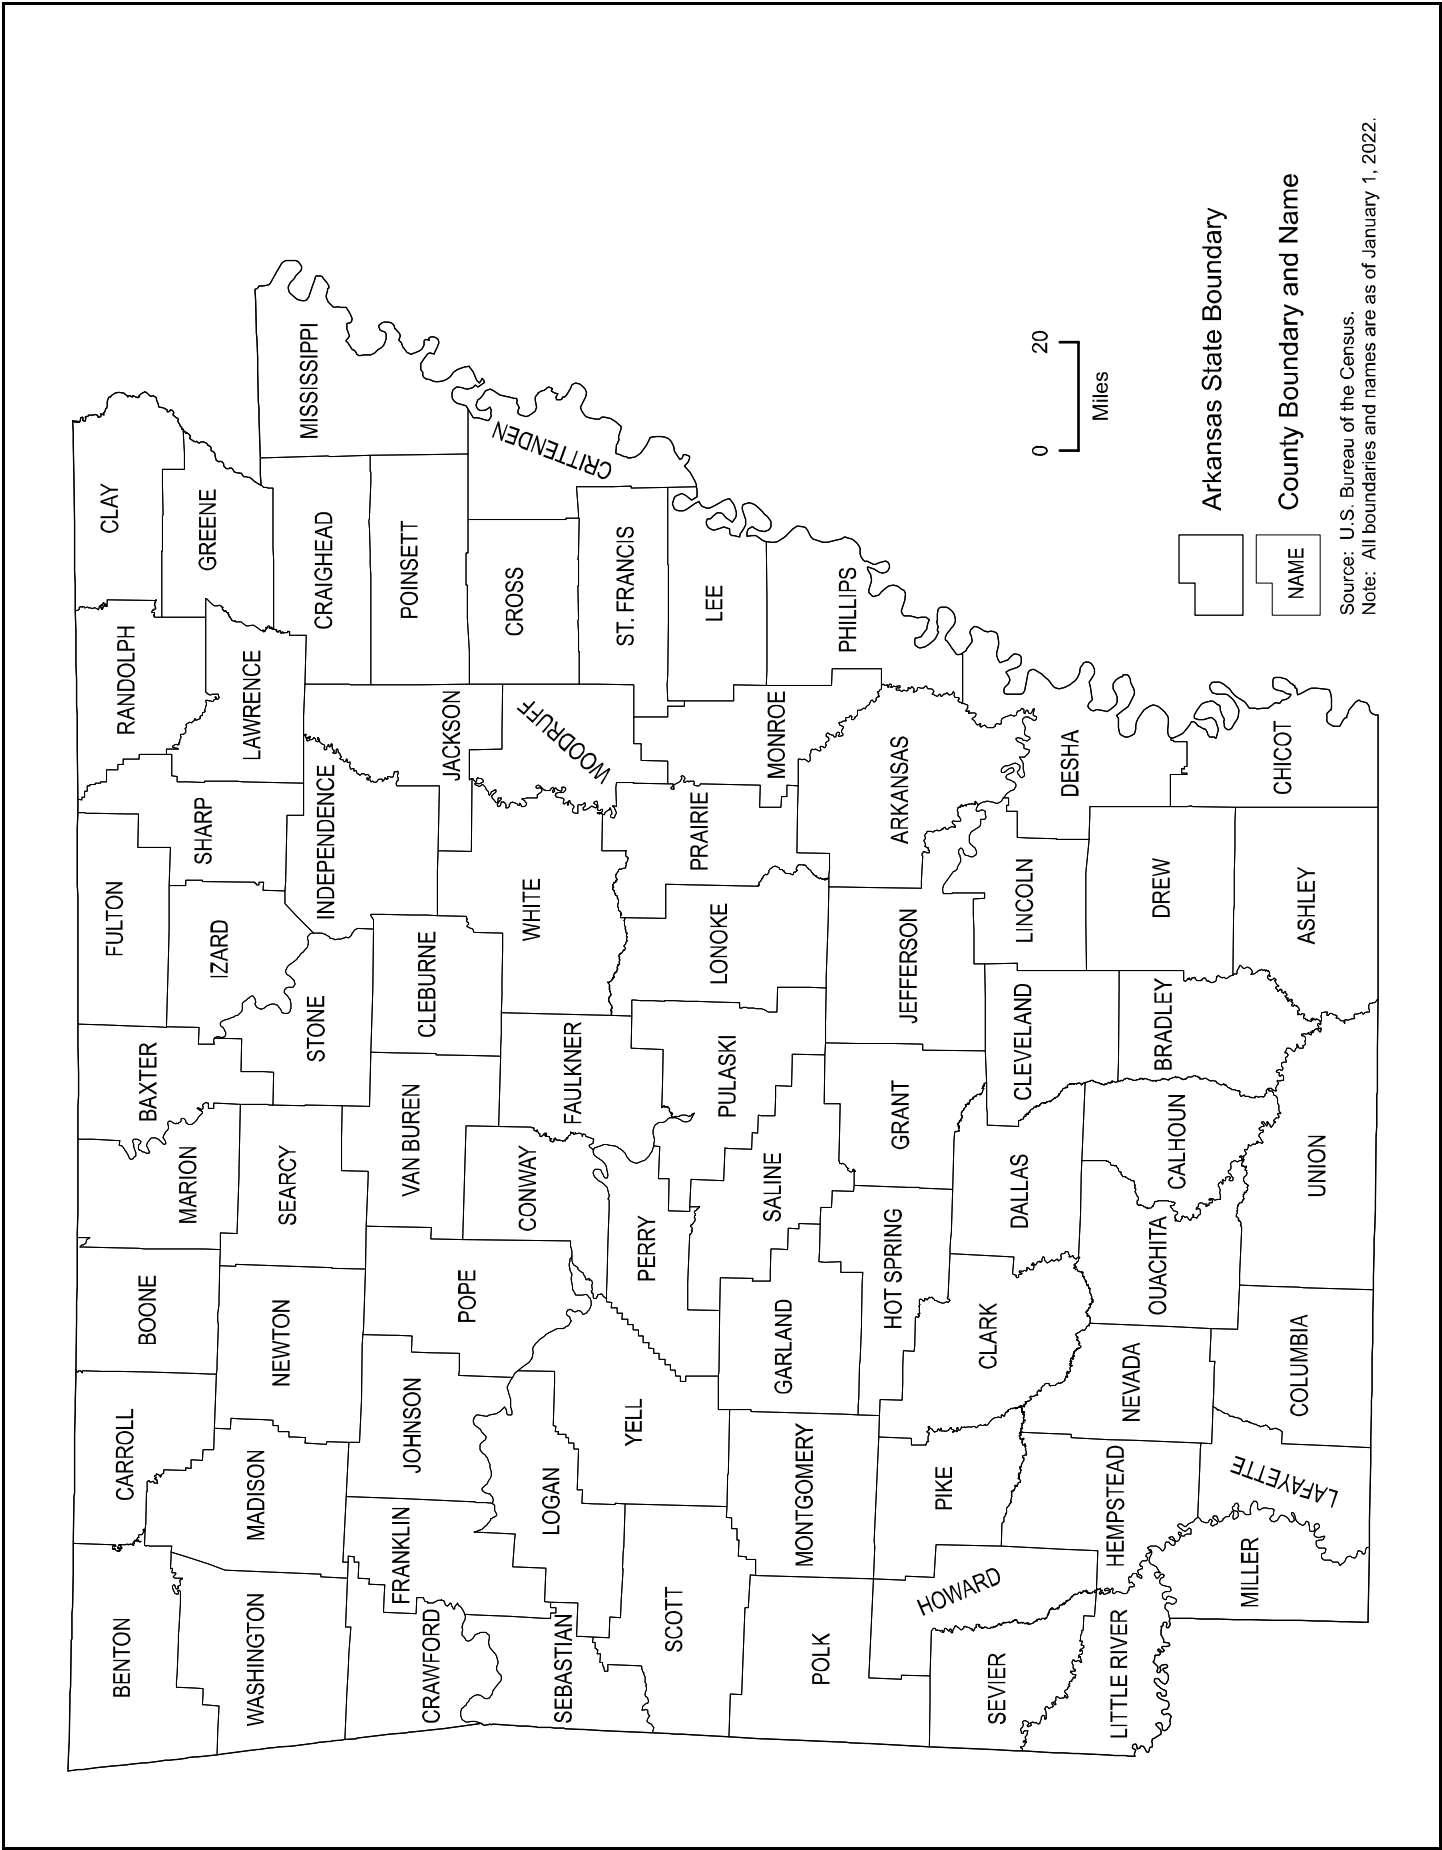 BENTON
CARROLL
BOONE
MARION
BAXTER
FULTON
RANDOLPH
CLAY
WASHINGTON
MADISON
NEWTON
SEARCY
IZARD
SHARP
LAWRENCE
GREENE
STONE
INDEPENDENCE
CRAIGHEAD
MISSISSIPPI
CRAWFORD
FRANKLIN
JOHNSON
POPE
VAN BUREN
CLEBURNE
JACKSON
POINSETT
SEBASTIAN
LOGAN
CONWAY
FAULKNER
WHITE
WOODRUFF
CROSS
CRITTENDEN
SCOTT
YELL
PERRY
PULASKI
LONOKE
PRAIRIE
ST. FRANCIS
LEE
POLK
MONTGOMERY
GARLAND
SALINE
MONROE
PHILLIPS
HOWARD
PIKE
CLARK
HOT SPRING
GRANT
JEFFERSON
ARKANSAS
SEVIER
DALLAS
CLEVELAND
LINCOLN
DESHA
LITTLE RIVER
HEMPSTEAD
NEVADA
OUACHITA
CALHOUN
BRADLEY
DREW
MILLER
LAFAYETTE
COLUMBIA
UNION
ASHLEY
CHICOT
0 20
Miles
Arkansas State Boundary
NAME
County Boundary and Name
Source: U.S. Bureau of the Census.
Note: All boundaries and names are as of January 1, 2022.